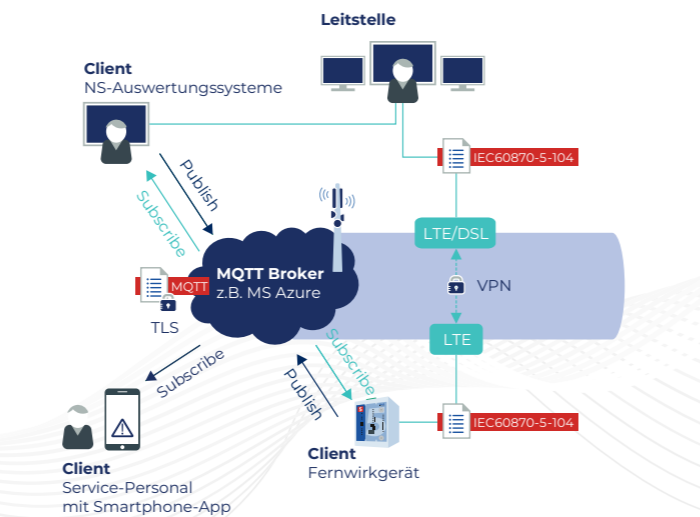 Leitstelle
Client
NS-Auswertungssysteme
IEC60870-5-104
Publish
Subscribe
LTE/DSL
MQTT Broker
z.B. MS Azure
MQTT
VPN
TLS
LTE
Subscribe
Subscribe
Publish
IEC60870-5-104
Client
Fernwirkgerät
Client
Service-Personal
mit Smartphone-App